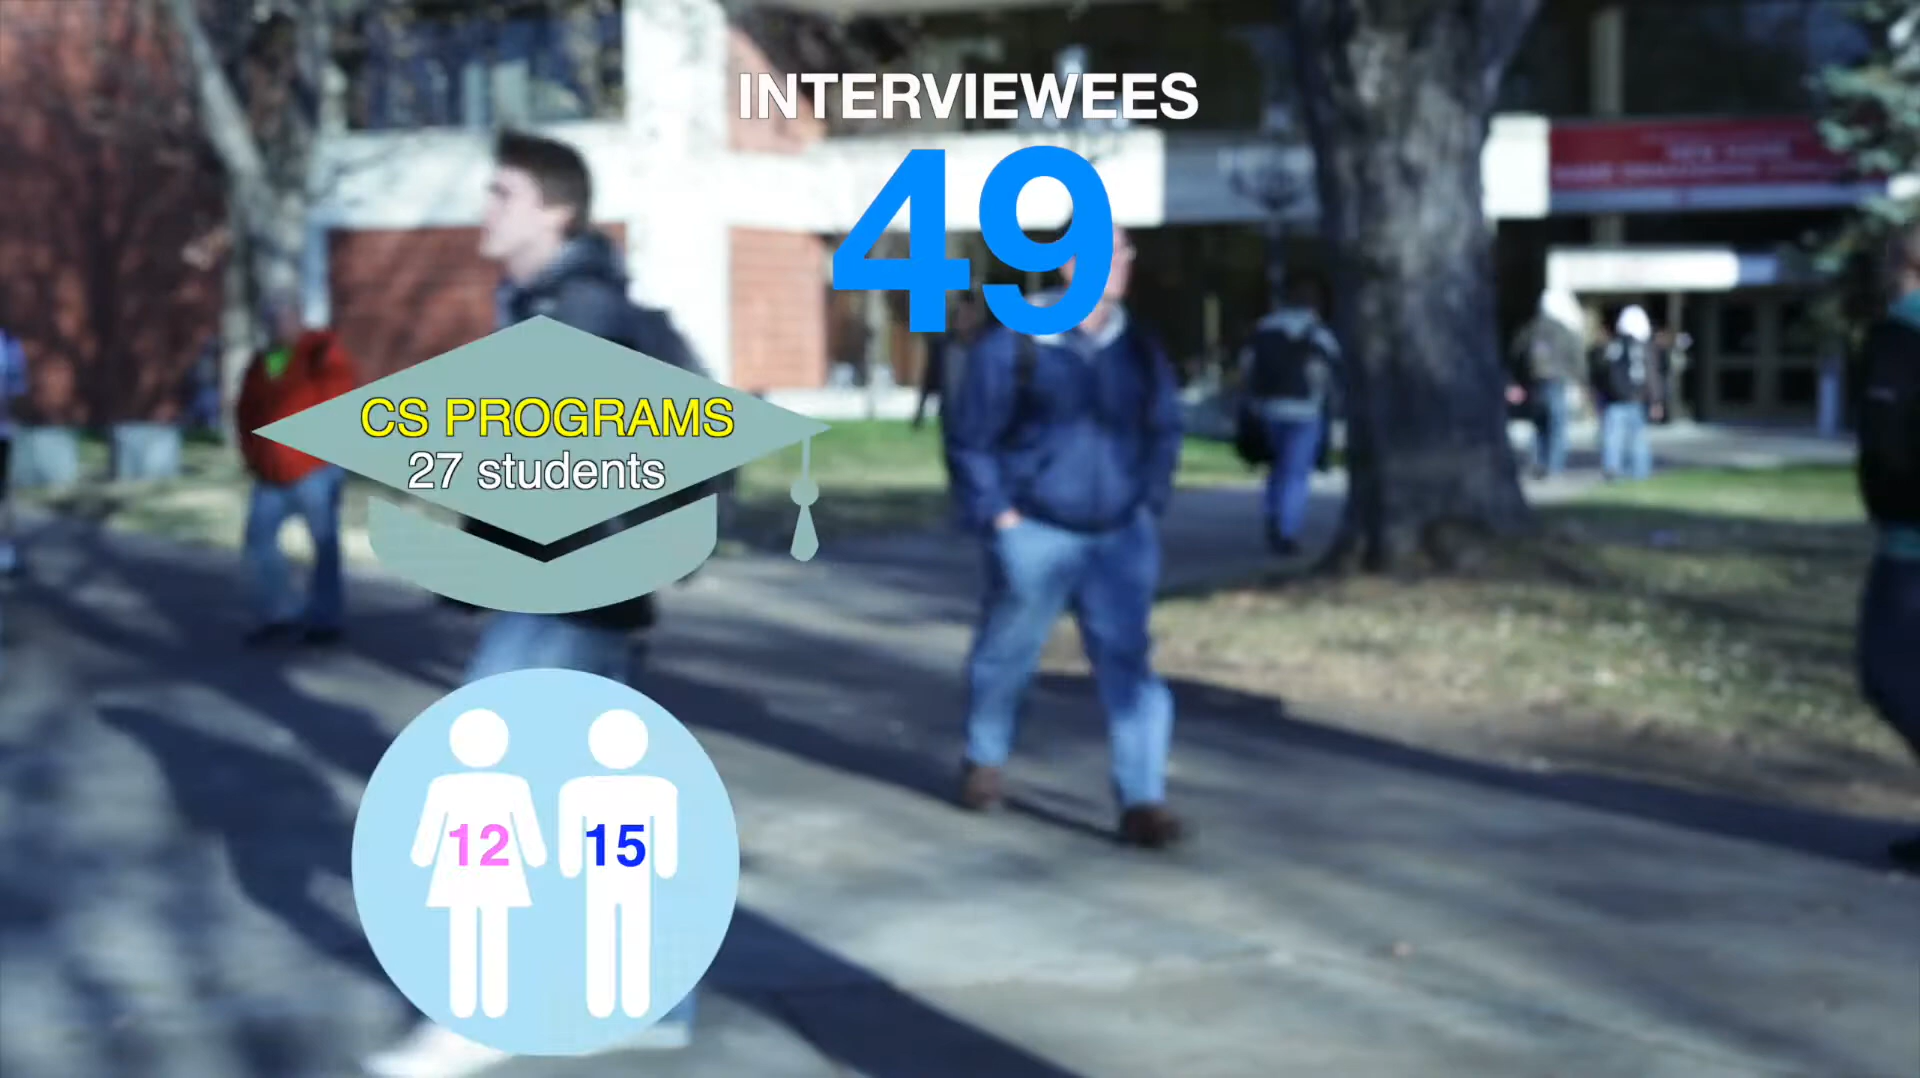 INTERVIEWEES
49
CS PROGRAMS
27 students
12 15